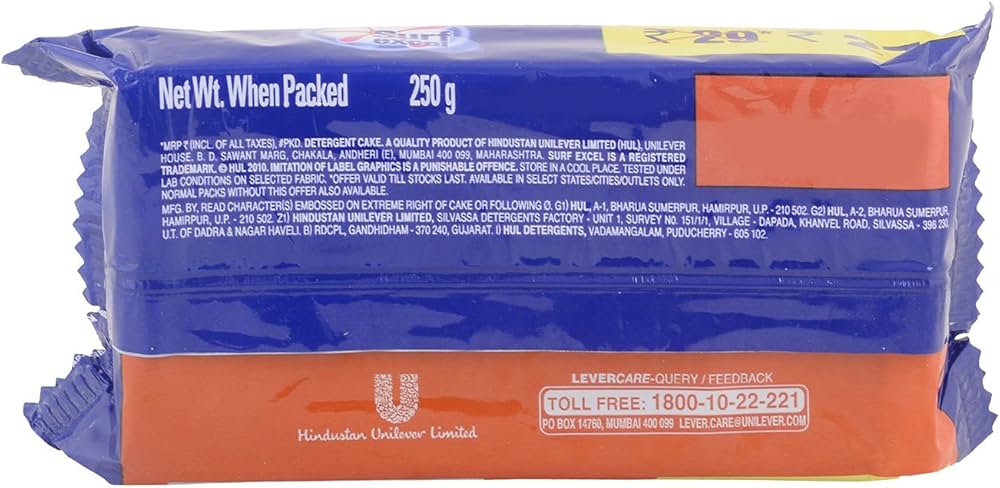 Surf
excel
29*
Net Wt. When Packed 250 g
*MRP ₹ (INCL. OF ALL TAXES), #PKD. DETERGENT CAKE. A QUALITY PRODUCT OF HINDUSTAN UNILEVER LIMITED (HUL), UNILEVER
HOUSE. B. D. SAWANT MARG, CHAKALA, ANDHERI (E), MUMBAI 400 099, MAHARASHTRA. SURF EXCEL IS A REGISTERED
TRADEMARK. © HUL 2010. IMITATION OF LABEL GRAPHICS IS A PUNISHABLE OFFENCE. STORE IN A COOL PLACE. TESTED UNDER
LAB CONDITIONS ON SELECTED FABRIC. *OFFER VALID TILL STOCKS LAST. AVAILABLE IN SELECT STATES/CITIES/OUTLETS ONLY.
NORMAL PACKS WITHOUT THIS OFFER ALSO AVAILABLE.
MFG. BY, READ CHARACTER(S) EMBOSSED ON EXTREME RIGHT OF CAKE OR FOLLOWING @. G1) HUL, A-1, BHARUA SUMERPUR, HAMIRPUR, U.P. - 210 502. G2) HUL, A-2, BHARUA SUMERPUR,
HAMIRPUR, U.P. - 210 502. Z1) HINDUSTAN UNILEVER LIMITED, SILVASSA DETERGENTS FACTORY - UNIT 1, SURVEY NO. 151/1/1, VILLAGE - DAPADA, KHANVEL ROAD, SILVASSA - 396 230,
U.T. OF DADRA & NAGAR HAVELI. B) RDCPL, GANDHIDHAM - 370 240, GUJARAT. I) HUL DETERGENTS, VADAMANGALAM, PUDUCHERRY - 605 102.
LEVERCARE-QUERY / FEEDBACK
TOLL FREE: 1800-10-22-221
PO BOX 14760, MUMBAI 400 099 LEVER.CARE@UNILEVER.COM
Hindustan Unilever Limited